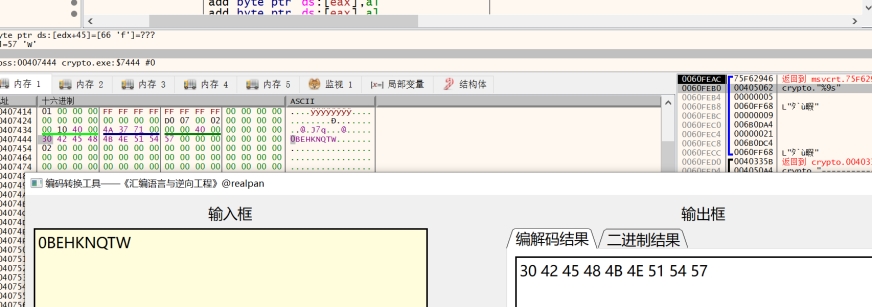 add byte ptr ds:[eax],al
add byte ptr ds:[eax],al
yte ptr ds:[edx+45]=[66 'f']=???
l=57 'W'
oss:00407444 crypto.exe:$7444 #0
内存 1 内存 2 内存 3 内存 4 内存 5 监视 1 [x=] 局部变量 结构体
址 十六进制 ASCII
0407414 01 00 00 00 FF FF FF FF FF FF FF FF 00 00 00 00 ....yyyyyyyy....
0407424 00 00 00 00 00 00 00 00 D0 07 00 02 00 00 00 00 ........Ð.......
0407434 00 10 40 00 4A 37 71 00 00 00 40 00 00 00 00 00 ..@.J7q...@.....
30 42 45 48 4B 4E 51 54 57 00 00 00 00 00 00 00 0BEHKNQTW.......
0407454 02 00 00 00 00 00 00 00 00 00 00 00 00 00 00 00 ................
00 00 00 00 00 00 00 00 00 00 00 00 00 00 00 00 ................
0407474 00 00 00 00 00 00 00 00 00 00 00 00 00 00 00 00 ................
0060FEAC 75F62946 返回到 msvcrt.75F62
0060FEB0 00405062 crypto."%9s"
0060FEB4 00000005
0060FEB8 0060FF68
0060FEBC 00000009
0060FEC0 06B0DA4
0060FEC4 00000021
0060FEC8 06B0DC4
0060FECC 0060FF68
0060FED0 0040335B 返回到 crypto.00403
0060FED4 004050A4 crypto.
编码转换工具——《汇编语言与逆向工程》@realpan
输入框 输出框
编解码结果 二进制结果
0BEHKNQTW
30 42 45 48 4B 4E 51 54 57